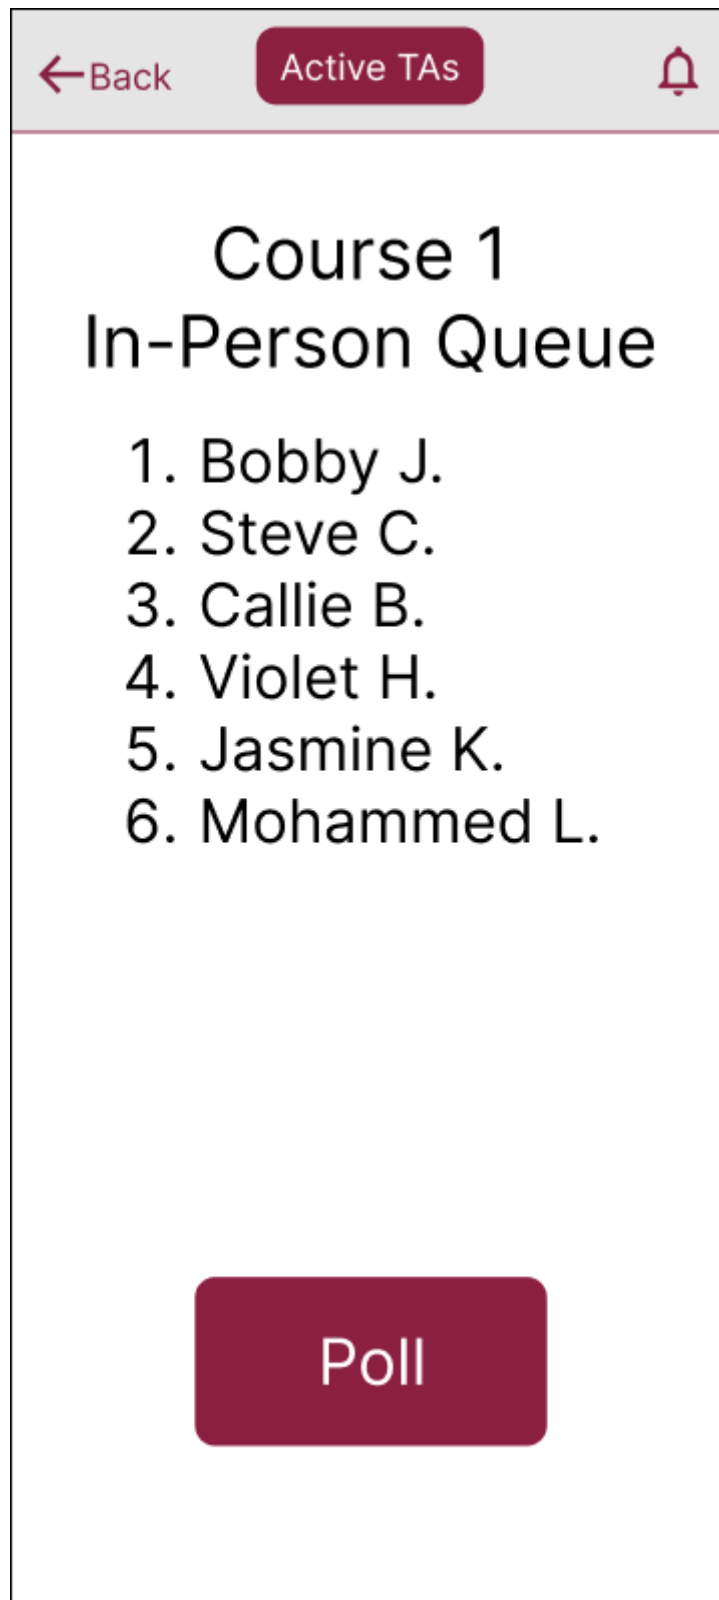 Back
Active TAs
Course 1
In-Person Queue
1. Bobby J.
2. Steve C.
3. Callie B.
4. Violet H.
5. Jasmine K.
6. Mohammed L.
Poll